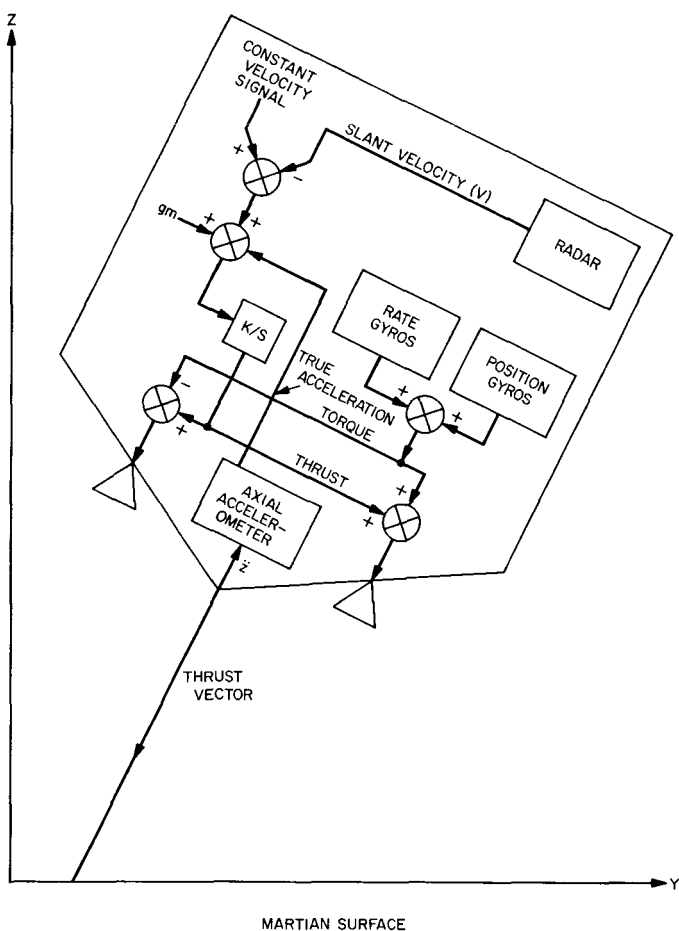 Z
CONSTANT
VELOCITY
SIGNAL
+
−
SLANT VELOCITY (V)
RADAR
gm
+
+
K/S
RATE
GYROS
POSITION
GYROS
TRUE
ACCELERATION
+
+
−
+
TORQUE
THRUST
+
+
AXIAL
ACCELER-
OMETER
z̈
THRUST
VECTOR
Y
MARTIAN SURFACE